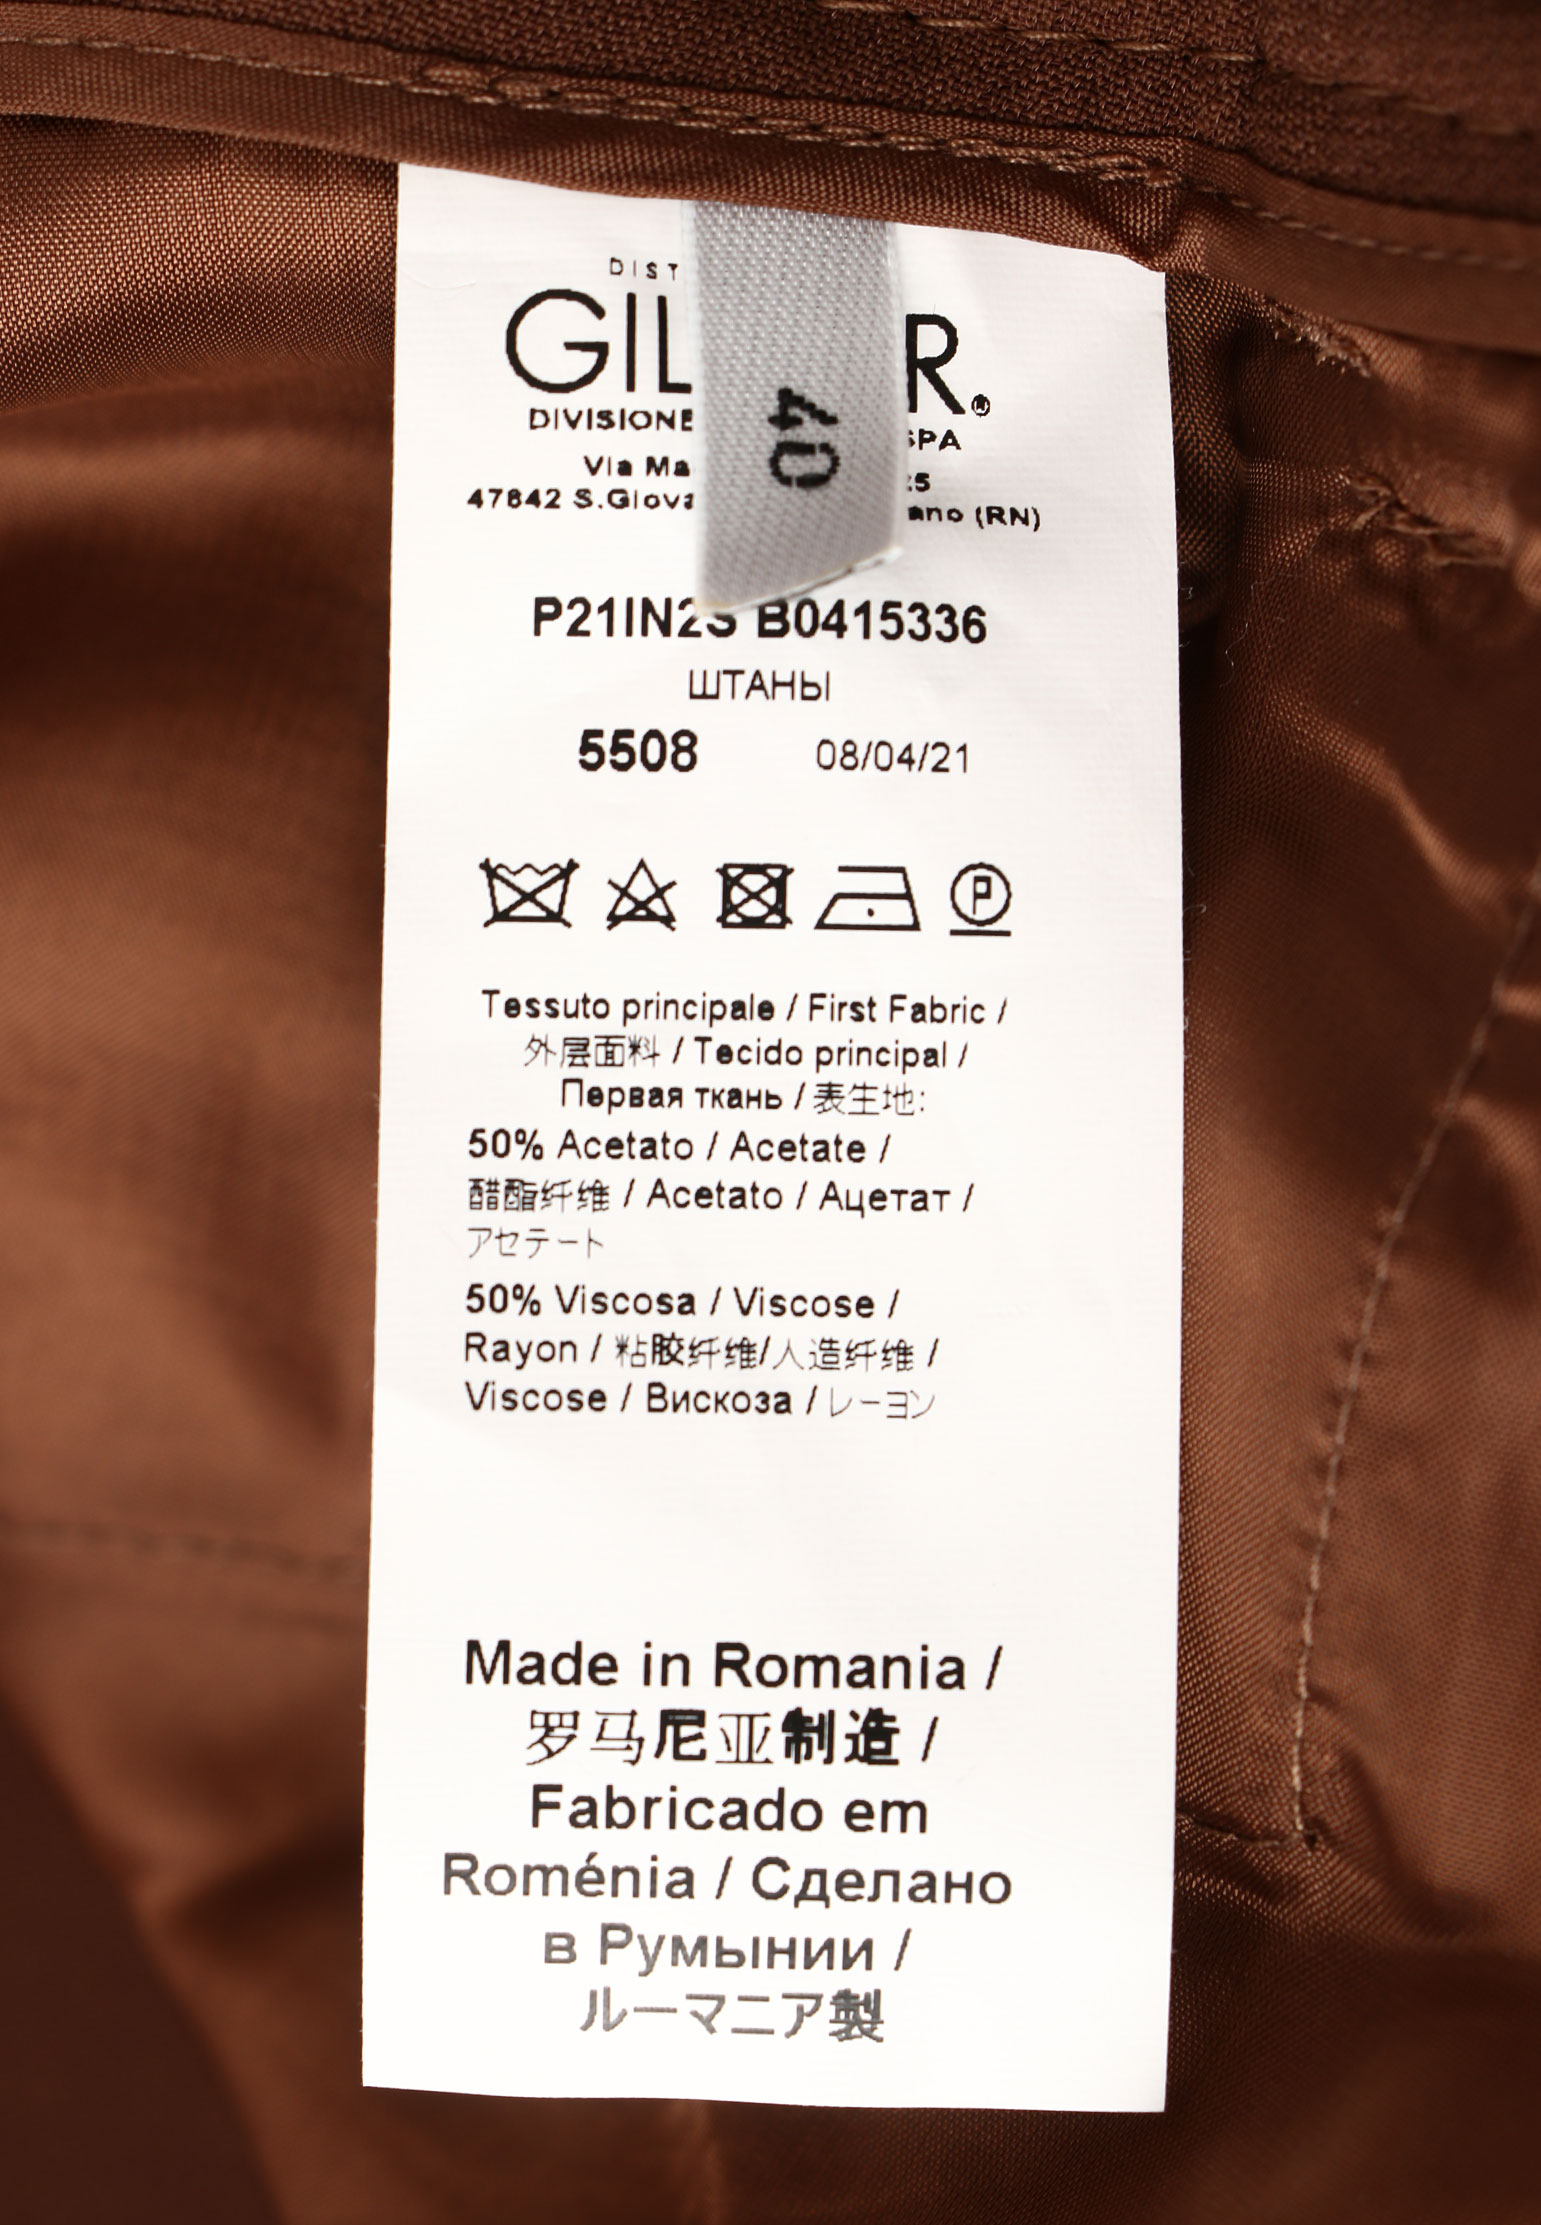 DIST
GIL R.
DIVISIONE SPA
Via
47842
(RN)
40
P21IN2S B0415336
ШТАНЫ
5508 08/04/21
P
Tessuto principale / First Fabric /
外层面料 / Tecido principal /
Первая ткань / 表生地:
50% Acetato / Acetate /
醋酯纤维 / Acetato / Ацетат /
アセテート
50% Viscosa / Viscose /
Rayon / 粘胶纤维/人造纤维 /
Viscose / Вискоза / レーヨン
Made in Romania /
罗马尼亚制造 /
Fabricado em
Roménia / Сделано
в Румынии /
ルーマニア製